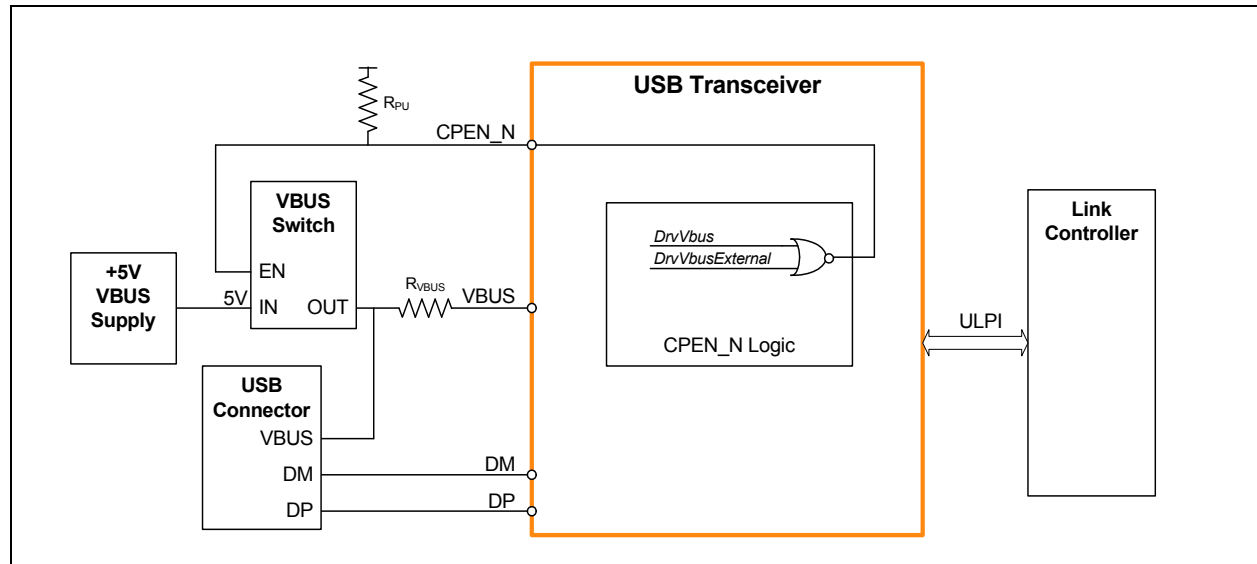 USB Transceiver
RPU
CPEN_N
VBUS
Switch
EN
5V
IN
OUT
+5V
VBUS
Supply
RVBUS
VBUS
DrvVbus
DrvVbusExternal
CPEN_N Logic
ULPI
Link
Controller
USB
Connector
VBUS
DM
DP
DM
DP